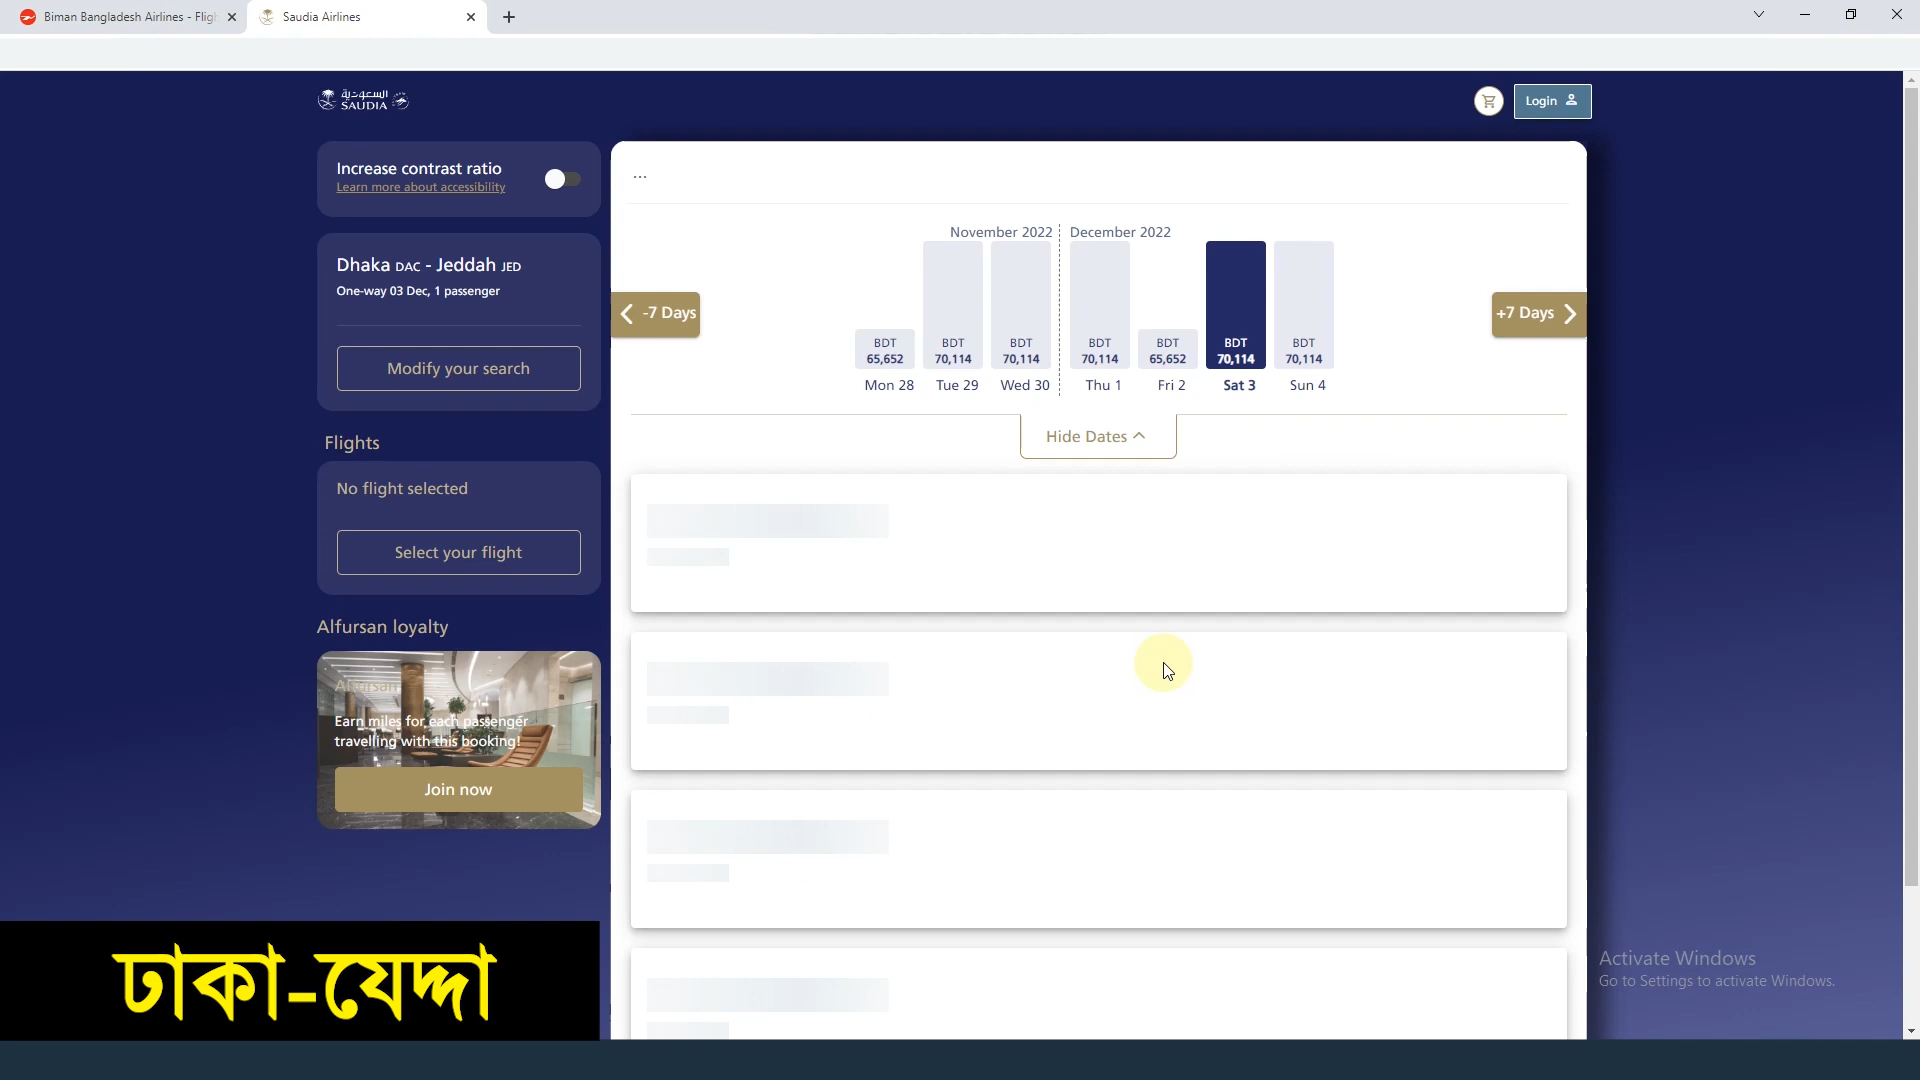 Biman Bangladesh Airlines - Fligh
Saudia Airlines
السعودية
SAUDIA
Login
Increase contrast ratio
Learn more about accessibility
Dhaka DAC - Jeddah JED
One-way 03 Dec, 1 passenger
Modify your search
Flights
No flight selected
Select your flight
Alfursan loyalty
Alfursan
Earn miles for each passenger
travelling with this booking!
Join now
...
November 2022
December 2022
-7 Days
+7 Days
BDT
65,652
Mon 28
BDT
70,114
Tue 29
BDT
70,114
Wed 30
BDT
70,114
Thu 1
BDT
65,652
Fri 2
BDT
70,114
Sat 3
BDT
70,114
Sun 4
Hide Dates
ঢাকা-যেদ্দা
Activate Windows
Go to Settings to activate Windows.